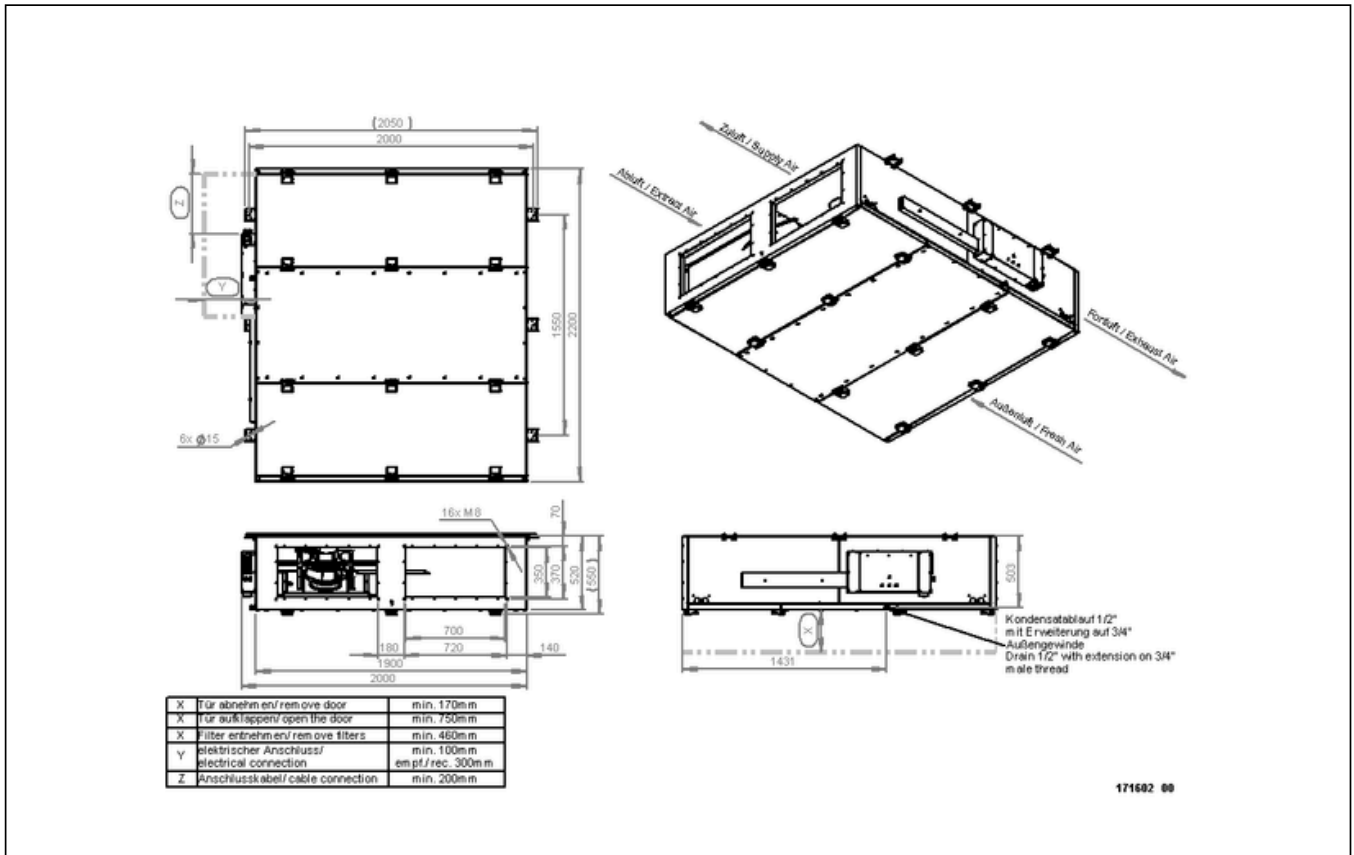 (2050 )
2000
Z
Y
1550
2200
6x ø15
Zuluft / Supply Air
Abluft / Extract Air
Fortluft / Exhaust Air
Außenluft / Fresh Air
16x M8
70
350
370
520
(550 )
700
180
720
140
1900
2000
503
X
1431
Kondensatablauf 1/2"
mit Erweiterung auf 3/4"
Außengewinde
Drain 1/2" with extension on 3/4"
male thread
X Tür abnehmen/ remove door min. 170mm
X Tür aufklappen/ open the door min. 750mm
X Filter entnehmen/ remove filters min. 460mm
Y elektrischer Anschluss/ electrical connection min. 100mm
empf./ rec. 300mm
Z Anschlusskabel/ cable connection min. 200mm
171602 00